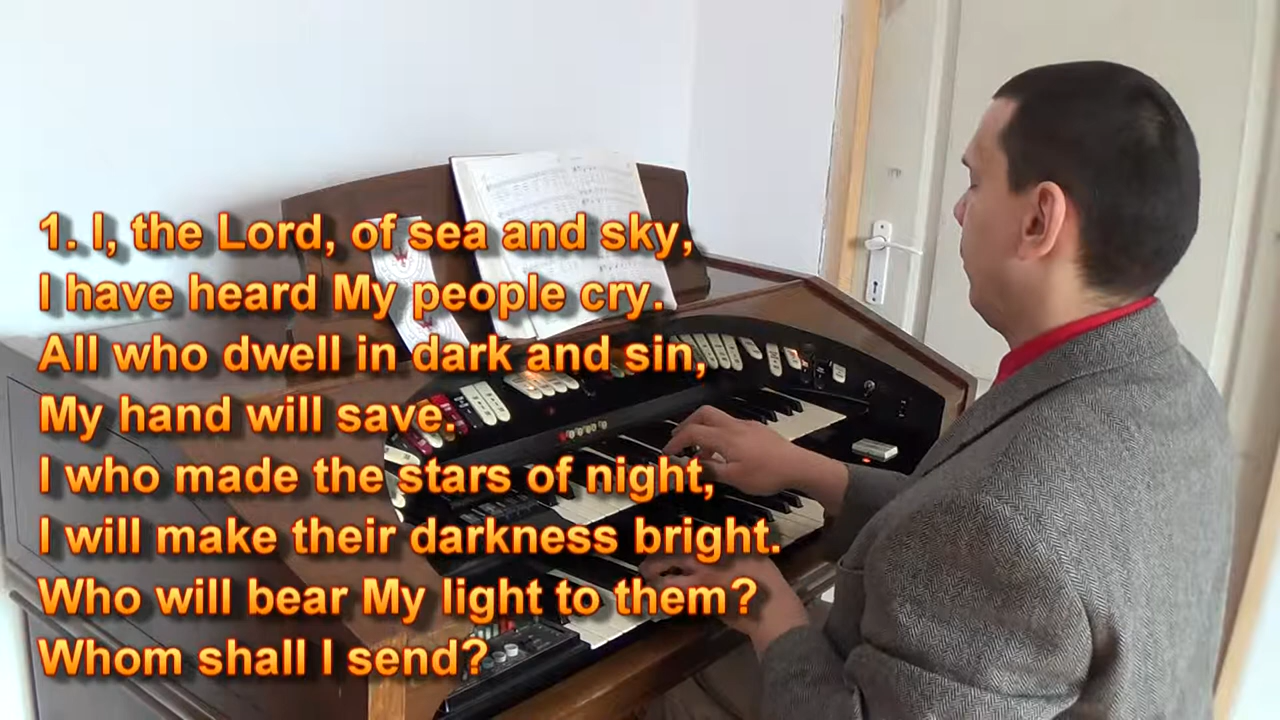 1. I, the Lord, of sea and sky,
I have heard My people cry.
All who dwell in dark and sin,
My hand will save.
I who made the stars of night,
I will make their darkness bright.
Who will bear My light to them?
Whom shall I send?